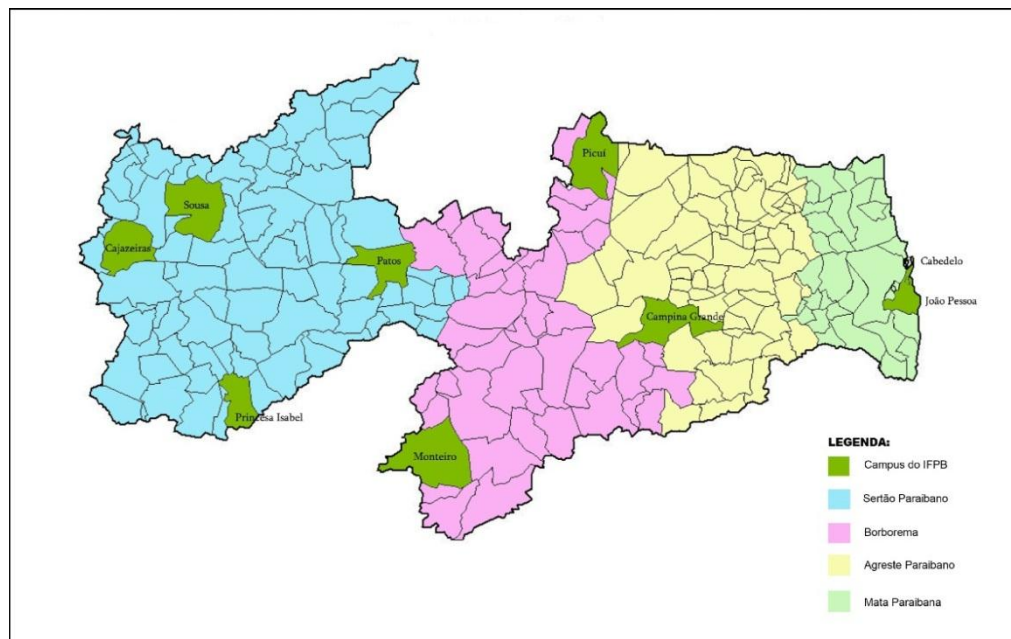 Picuí
Sousa
Cajazeiras
Patos
Cabedelo
João Pessoa
Campina Grande
Princesa Isabel
Monteiro
LEGENDA:
Campus do IFPB
Sertão Paraibano
Borborema
Agreste Paraibano
Mata Paraibana